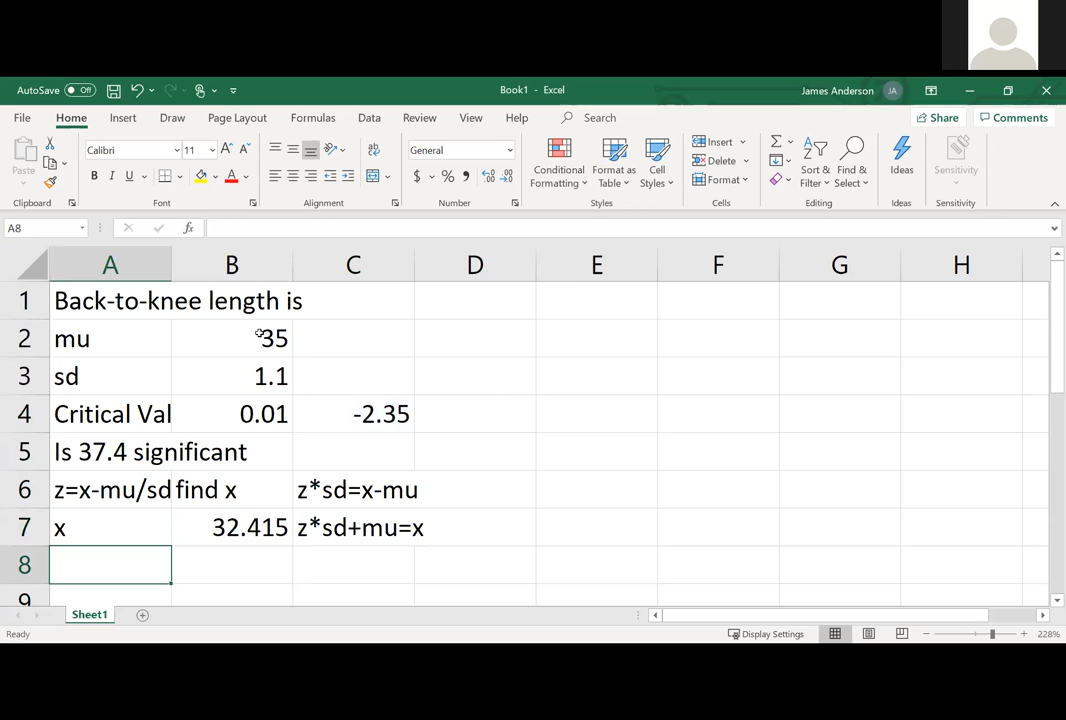 AutoSave Off Book1 - Excel James Anderson JA
File Home Insert Draw Page Layout Formulas Data Review View Help Search Share Comments
Paste Calibri 11 A A ab General Conditional Formatting Format as Table Cell Styles Insert Delete Format Sort & Filter Find & Select Ideas Sensitivity
B I U A $ % 9
Clipboard Font Alignment Number Styles Cells Editing Ideas Sensitivity
A8 fx
A B C D E F G H
1 Back-to-knee length is
2 mu 35
3 sd 1.1
4 Critical Val 0.01 -2.35
5 Is 37.4 significant
6 z=x-mu/sd find x z*sd=x-mu
7 x 32.415 z*sd+mu=x
8
9
Sheet1
Ready Display Settings 228%